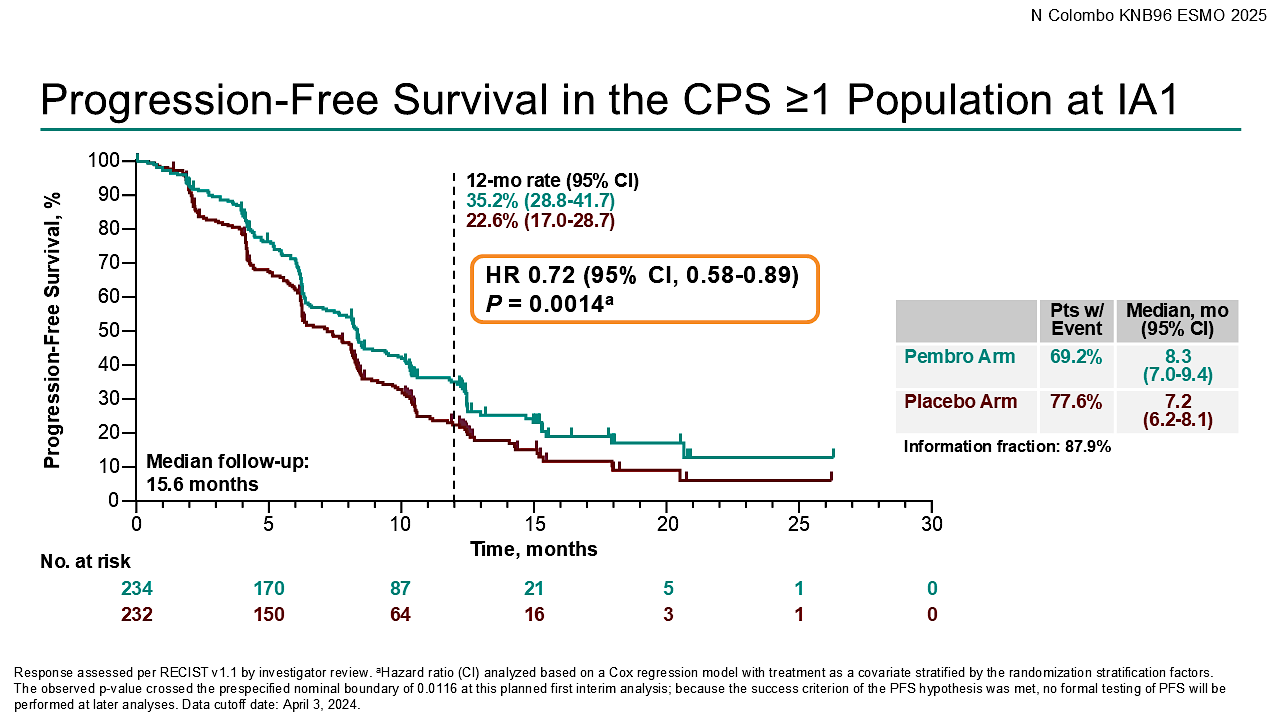 N Colombo KNB96 ESMO 2025
Progression-Free Survival in the CPS ≥1 Population at IA1
Progression-Free Survival, %
100
90
80
70
60
50
40
30
20
10
0
12-mo rate (95% CI)
35.2% (28.8-41.7)
22.6% (17.0-28.7)
HR 0.72 (95% CI, 0.58-0.89)
P = 0.0014ᵃ
Median follow-up:
15.6 months
0 5 10 15 20 25 30
Time, months
Pts w/ Event Median, mo (95% CI)
Pembro Arm 69.2% 8.3 (7.0-9.4)
Placebo Arm 77.6% 7.2 (6.2-8.1)
Information fraction: 87.9%
No. at risk
234 170 87 21 5 1 0
232 150 64 16 3 1 0
Response assessed per RECIST v1.1 by investigator review. ᵃHazard ratio (CI) analyzed based on a Cox regression model with treatment as a covariate stratified by the randomization stratification factors.
The observed p-value crossed the prespecified nominal boundary of 0.0116 at this planned first interim analysis; because the success criterion of the PFS hypothesis was met, no formal testing of PFS will be
performed at later analyses. Data cutoff date: April 3, 2024.